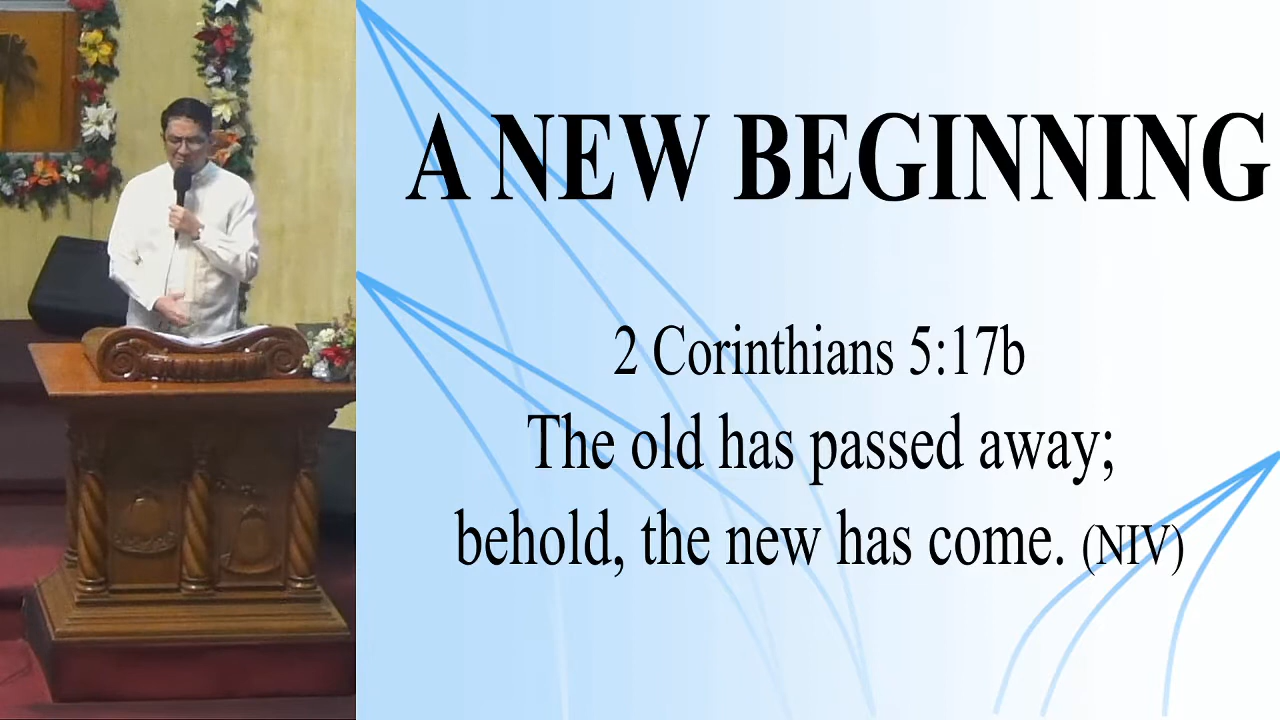 A NEW BEGINNING
2 Corinthians 5:17b
The old has passed away;
behold, the new has come. (NIV)